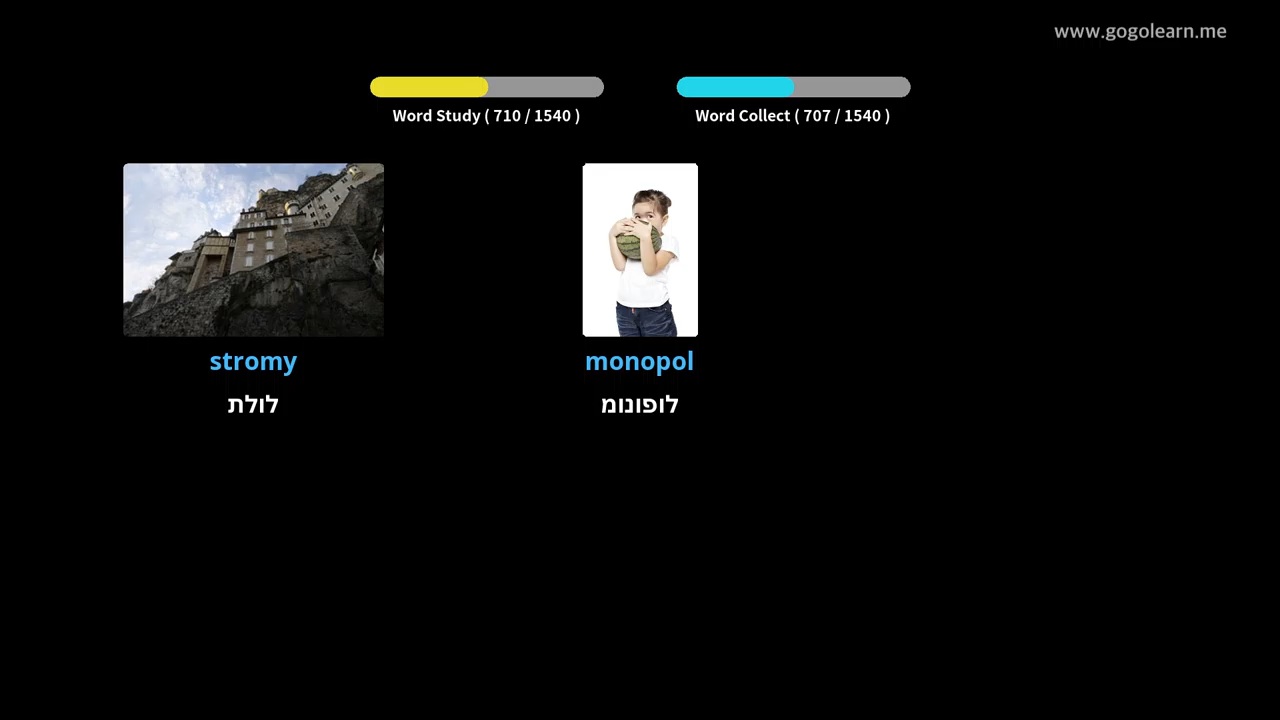 www.gogolearn.me
Word Study ( 710 / 1540 )
Word Collect ( 707 / 1540 )
stromy
לולת
monopol
לופונומ